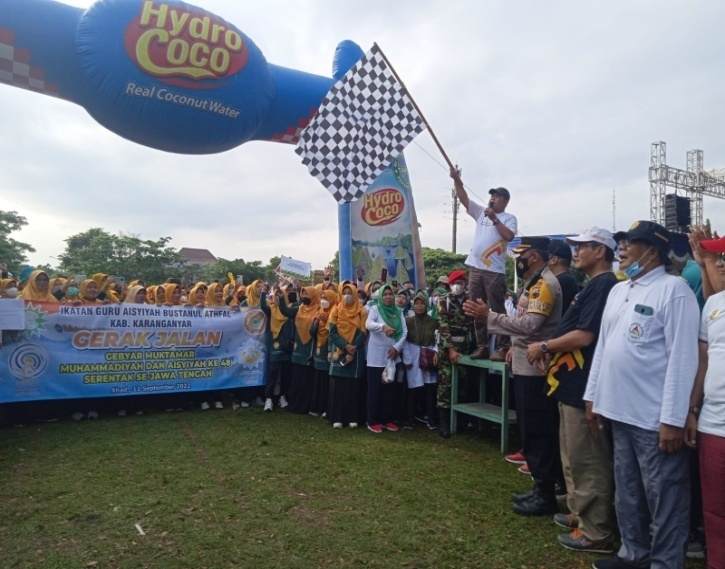 Hydro
Coco
Real Coconut Water
Hydro
Coco
IKATAN GURU AISYIYAH BUSTANUL ATHFAL
KAB. KARANGANYAR
GERAK JALAN
GEBYAR MUKTAMAR
MUHAMMADIYAH DAN AISYIYAH KE 48
SERENTAK SE-JAWA TENGAH